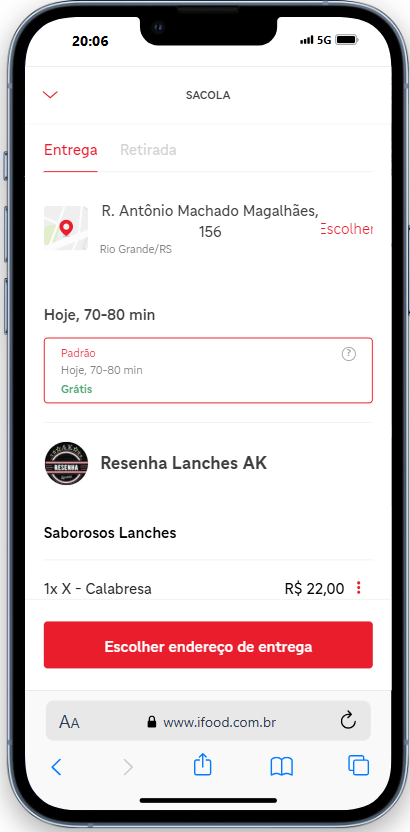 20:06
5G
SACOLA
Entrega Retirada
R. Antônio Machado Magalhães,
156
Escolher
Rio Grande/RS
Hoje, 70-80 min
Padrão
?
Hoje, 70-80 min
Grátis
RESENHA
Resenha Lanches AK
Saborosos Lanches
1x X - Calabresa R$ 22,00
Escolher endereço de entrega
AA www.ifood.com.br